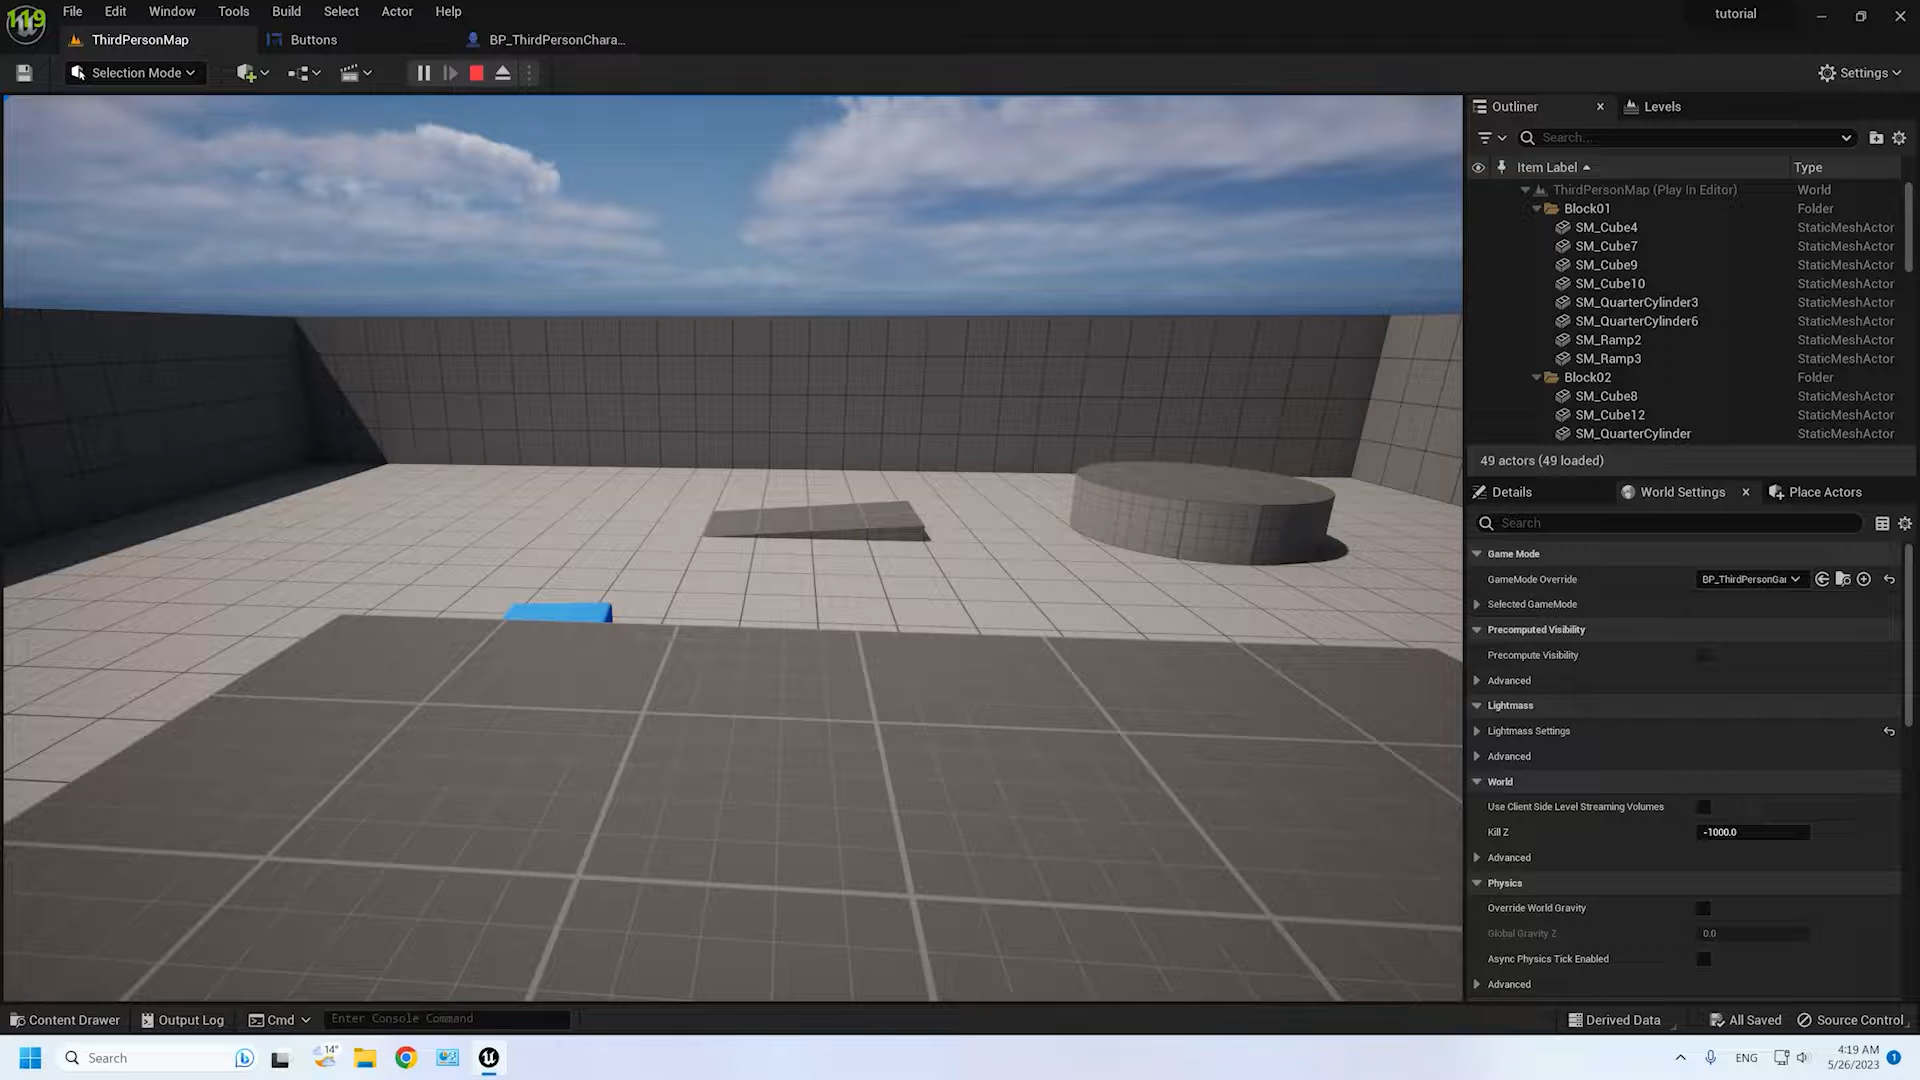 119
File Edit Window Tools Build Select Actor Help
tutorial
ThirdPersonMap
Buttons
BP_ThirdPersonChara...
Selection Mode
Settings
Outliner
Levels
Search...
Item Label
Type
ThirdPersonMap (Play In Editor) World
Block01 Folder
SM_Cube4 StaticMeshActor
SM_Cube7 StaticMeshActor
SM_Cube9 StaticMeshActor
SM_Cube10 StaticMeshActor
SM_QuarterCylinder3 StaticMeshActor
SM_QuarterCylinder6 StaticMeshActor
SM_Ramp2 StaticMeshActor
SM_Ramp3 StaticMeshActor
Block02 Folder
SM_Cube8 StaticMeshActor
SM_Cube12 StaticMeshActor
SM_QuarterCylinder StaticMeshActor
49 actors (49 loaded)
Details
World Settings
Place Actors
Search
Game Mode
GameMode Override BP_ThirdPersonGai
Selected GameMode
Precomputed Visibility
Precompute Visibility
Advanced
Lightmass
Lightmass Settings
Advanced
World
Use Client Side Level Streaming Volumes
Kill Z -1000.0
Advanced
Physics
Override World Gravity
Global Gravity Z 0.0
Async Physics Tick Enabled
Advanced
Content Drawer
Output Log
Cmd
Enter Console Command
Derived Data
All Saved
Source Control
Search
14°
ENG
4:19 AM
5/26/2023
1